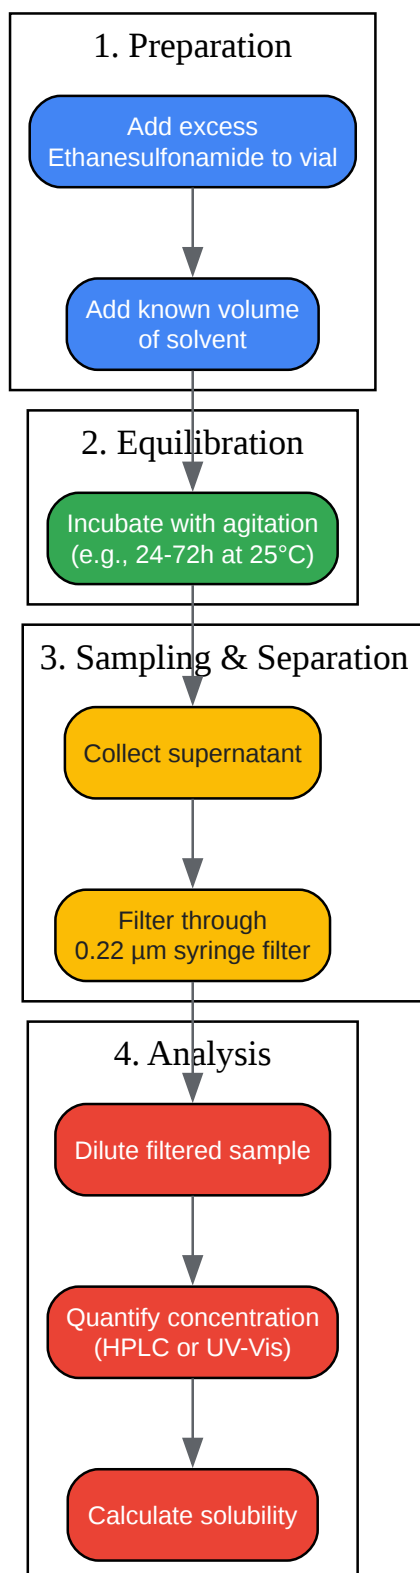 1. Preparation
Add excess
Ethanesulfonamide to vial
Add known volume
of solvent
2. Equilibration
Incubate with agitation
(e.g., 24-72h at 25°C)
3. Sampling & Separation
Collect supernatant
Filter through
0.22 µm syringe filter
4. Analysis
Dilute filtered sample
Quantify concentration
(HPLC or UV-Vis)
Calculate solubility